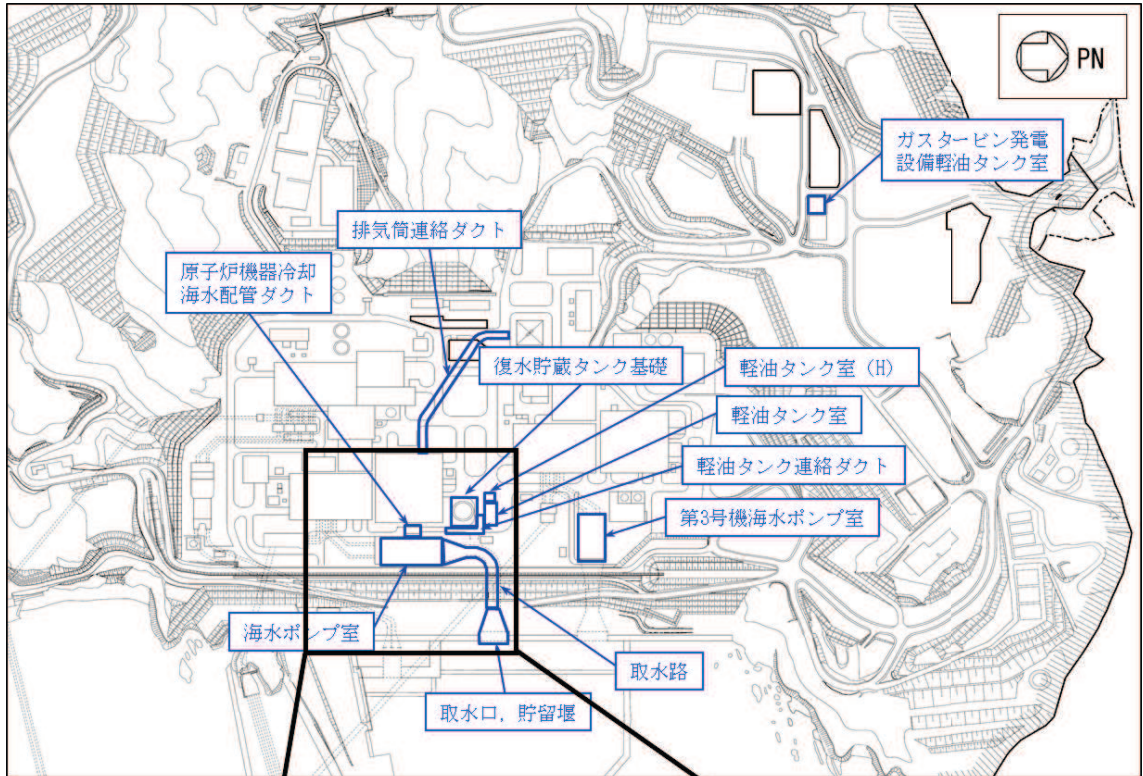 PN
ガスタービン発電
設備軽油タンク室
排気筒連絡ダクト
原子炉機器冷却
海水配管ダクト
復水貯蔵タンク基礎
軽油タンク室（H）
軽油タンク室
軽油タンク連絡ダクト
第3号機海水ポンプ室
海水ポンプ室
取水路
取水口，貯留堰